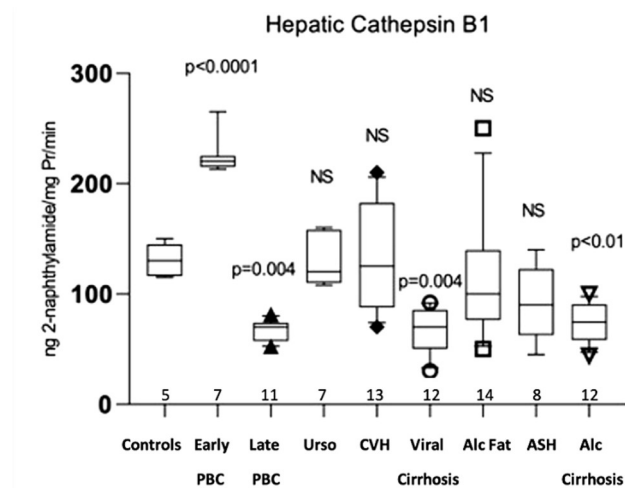 Hepatic Cathepsin B1
ng 2-naphthylamide/mg Pr/min
300
200
100
0
p<0.0001
p=0.004
NS
NS
p=0.004
NS
NS
p<0.01
5 7 11 7 13 12 14 8 12
Controls Early Late Urso CVH Viral Alc Fat ASH Alc
PBC PBC Cirrhosis Cirrhosis